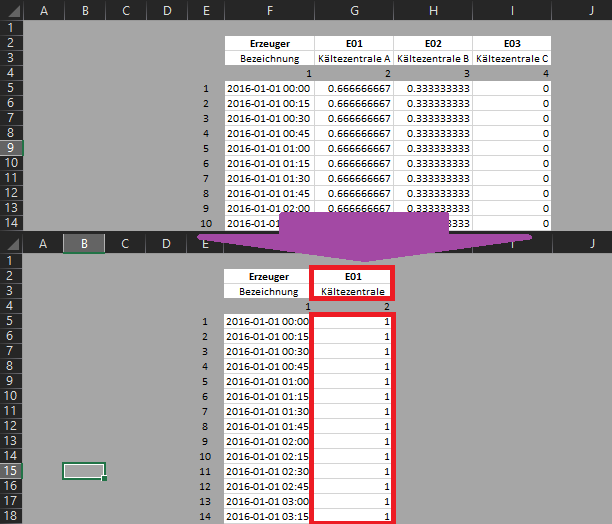 A B C D E F G H I J
1
2 Erzeuger E01 E02 E03
3 Bezeichnung Kältezentrale A Kältezentrale B Kältezentrale C
4 1 2 3 4
5 1 2016-01-01 00:00 0.666666667 0.333333333 0
6 2 2016-01-01 00:15 0.666666667 0.333333333 0
7 3 2016-01-01 00:30 0.666666667 0.333333333 0
8 4 2016-01-01 00:45 0.666666667 0.333333333 0
9 5 2016-01-01 01:00 0.666666667 0.333333333 0
10 6 2016-01-01 01:15 0.666666667 0.333333333 0
11 7 2016-01-01 01:30 0.666666667 0.333333333 0
12 8 2016-01-01 01:45 0.666666667 0.333333333 0
13 9 2016-01-01 02:00 0.666666667 0.333333333 0
14 10 2016-01-01 0
A B C D E I J
1
2 Erzeuger E01
3 Bezeichnung Kältezentrale
4 1 2
5 1 2016-01-01 00:00 1
6 2 2016-01-01 00:15 1
7 3 2016-01-01 00:30 1
8 4 2016-01-01 00:45 1
9 5 2016-01-01 01:00 1
10 6 2016-01-01 01:15 1
11 7 2016-01-01 01:30 1
12 8 2016-01-01 01:45 1
13 9 2016-01-01 02:00 1
14 10 2016-01-01 02:15 1
15 11 2016-01-01 02:30 1
16 12 2016-01-01 02:45 1
17 13 2016-01-01 03:00 1
18 14 2016-01-01 03:15 1